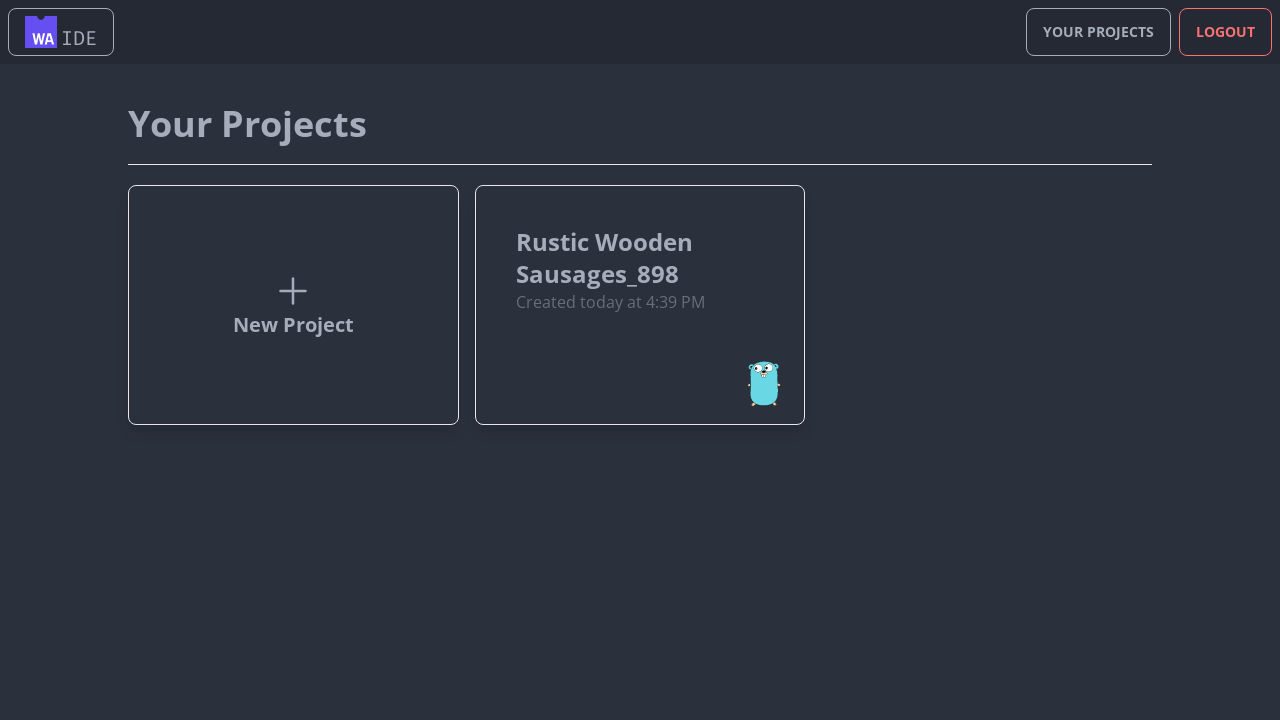 WA IDE
YOUR PROJECTS
LOGOUT
Your Projects
New Project
Rustic Wooden
Sausages_898
Created today at 4:39 PM